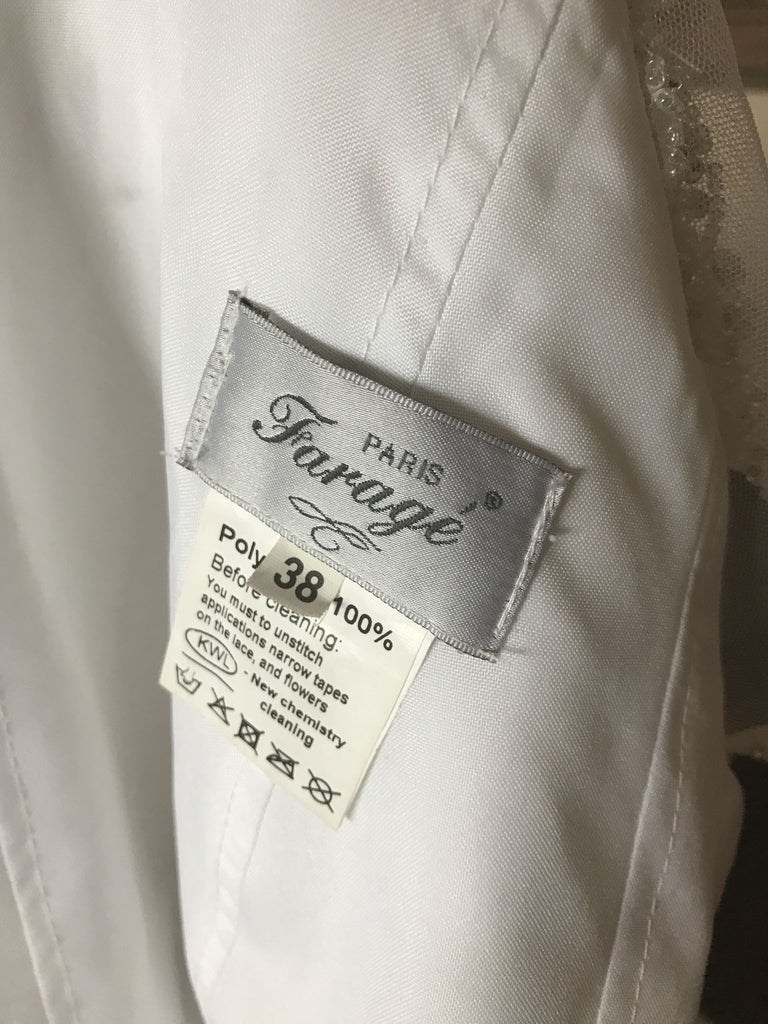 PARIS
Faragé®
38
Poly 100%
Before cleaning:
You must to unstitch
applications narrow tapes
on the lace, and flowers
KWL - New chemistry
cleaning